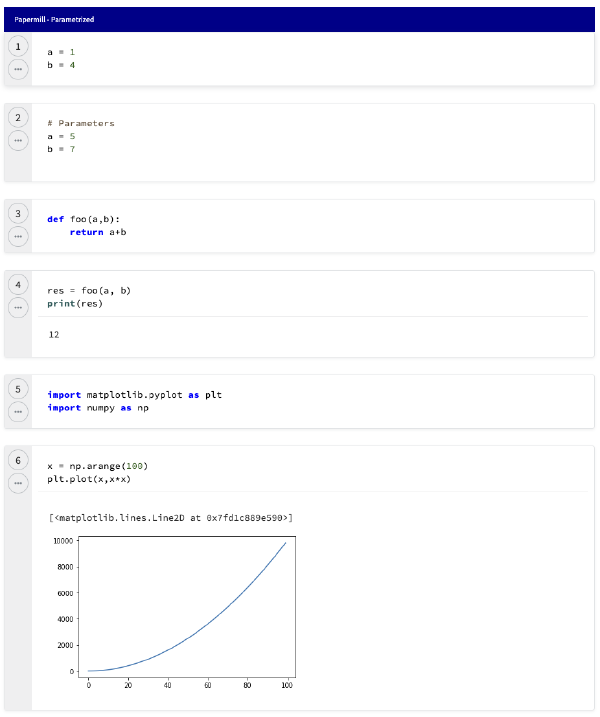 Papermill - Parametrized
1
a = 1
b = 4
2
# Parameters
a = 5
b = 7
3
def foo(a,b):
    return a+b
4
res = foo(a, b)
print(res)
12
5
import matplotlib.pyplot as plt
import numpy as np
6
x = np.arange(100)
plt.plot(x,x*x)
[<matplotlib.lines.Line2D at 0x7fd1c889e590>]
10000
8000
6000
4000
2000
0
0 20 40 60 80 100